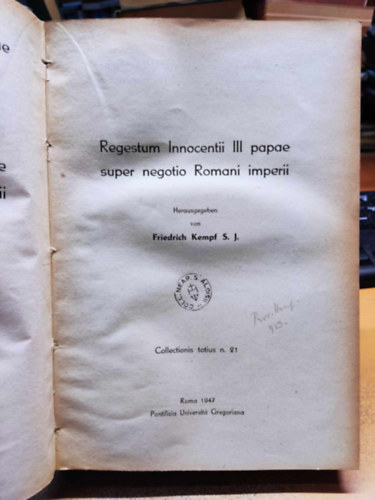 Regestum Innocentii III papae
super negotio Romani imperii
Herausgegeben
von
Friedrich Kempf S. J.
Collectionis totius n. 21
Roma 1947
Pontificia Università Gregoriana